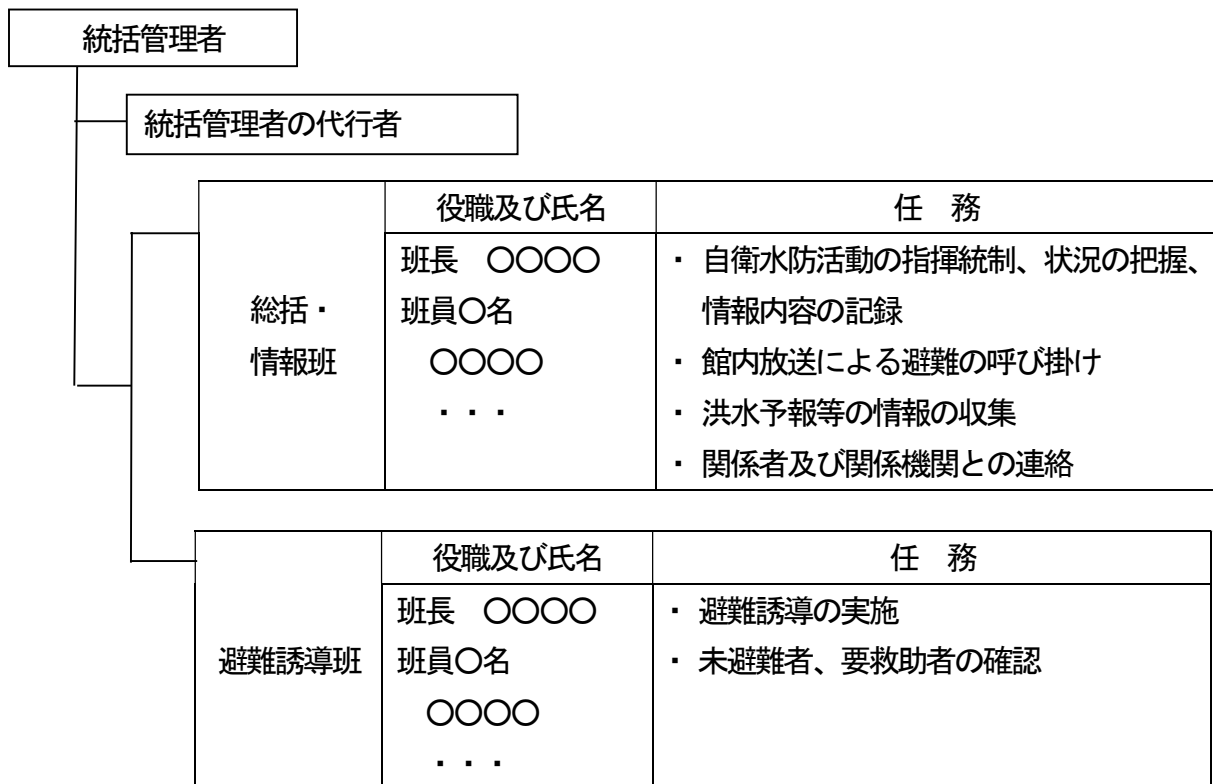 統括管理者
統括管理者の代行者
役職及び氏名
任　務
総括・
情報班
班長　〇〇〇〇
班員〇名
〇〇〇〇
・・・
・ 自衛水防活動の指揮統制、状況の把握、
情報内容の記録
・ 館内放送による避難の呼び掛け
・ 洪水予報等の情報の収集
・ 関係者及び関係機関との連絡
役職及び氏名
任　務
避難誘導班
班長　〇〇〇〇
班員〇名
〇〇〇〇
・・・
・ 避難誘導の実施
・ 未避難者、要救助者の確認